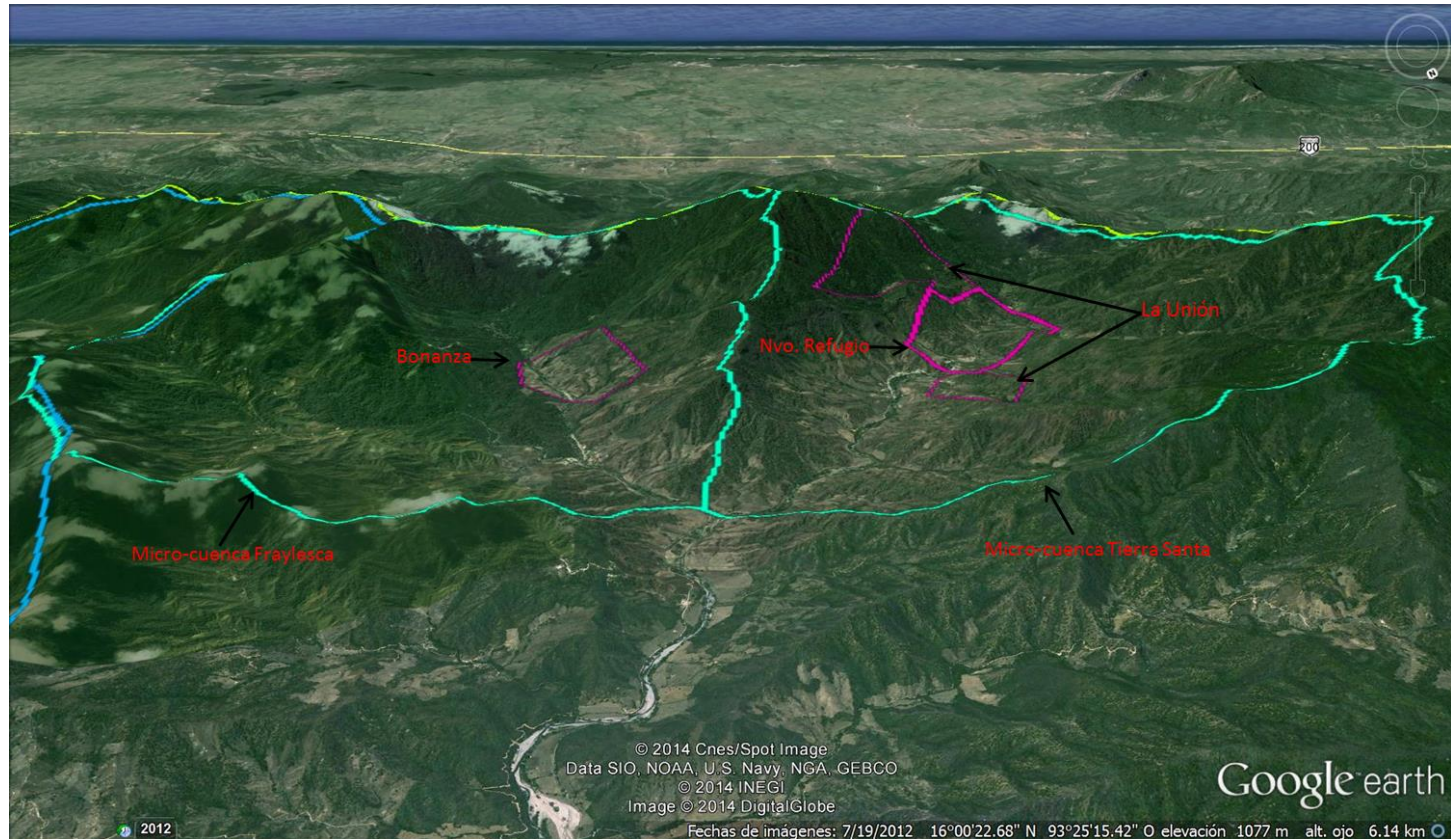 N
200
La Unión
Bonanza
Nvo. Refugio
Micro-cuenca Fraylesca
Micro-cuenca Tierra Santa
© 2014 Cnes/Spot Image
Data SIO, NOAA, U.S. Navy, NGA, GEBCO
© 2014 INEGI
Image © 2014 DigitalGlobe
Google earth
2012
Fechas de imágenes: 7/19/2012 16°00'22.68" N 93°25'15.42" O elevación 1077 m alt. ojo 6.14 km